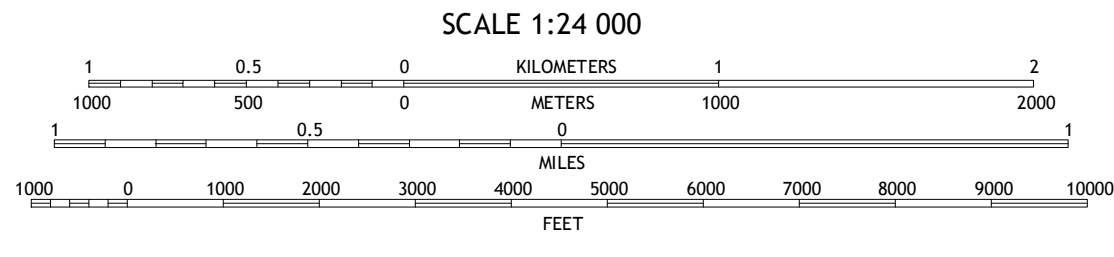 SCALE 1:24 000
1 0.5 0 KILOMETERS 1 2
1000 500 0 METERS 1000 2000
1 0.5 0 1
MILES
1000 0 1000 2000 3000 4000 5000 6000 7000 8000 9000 10000
FEET